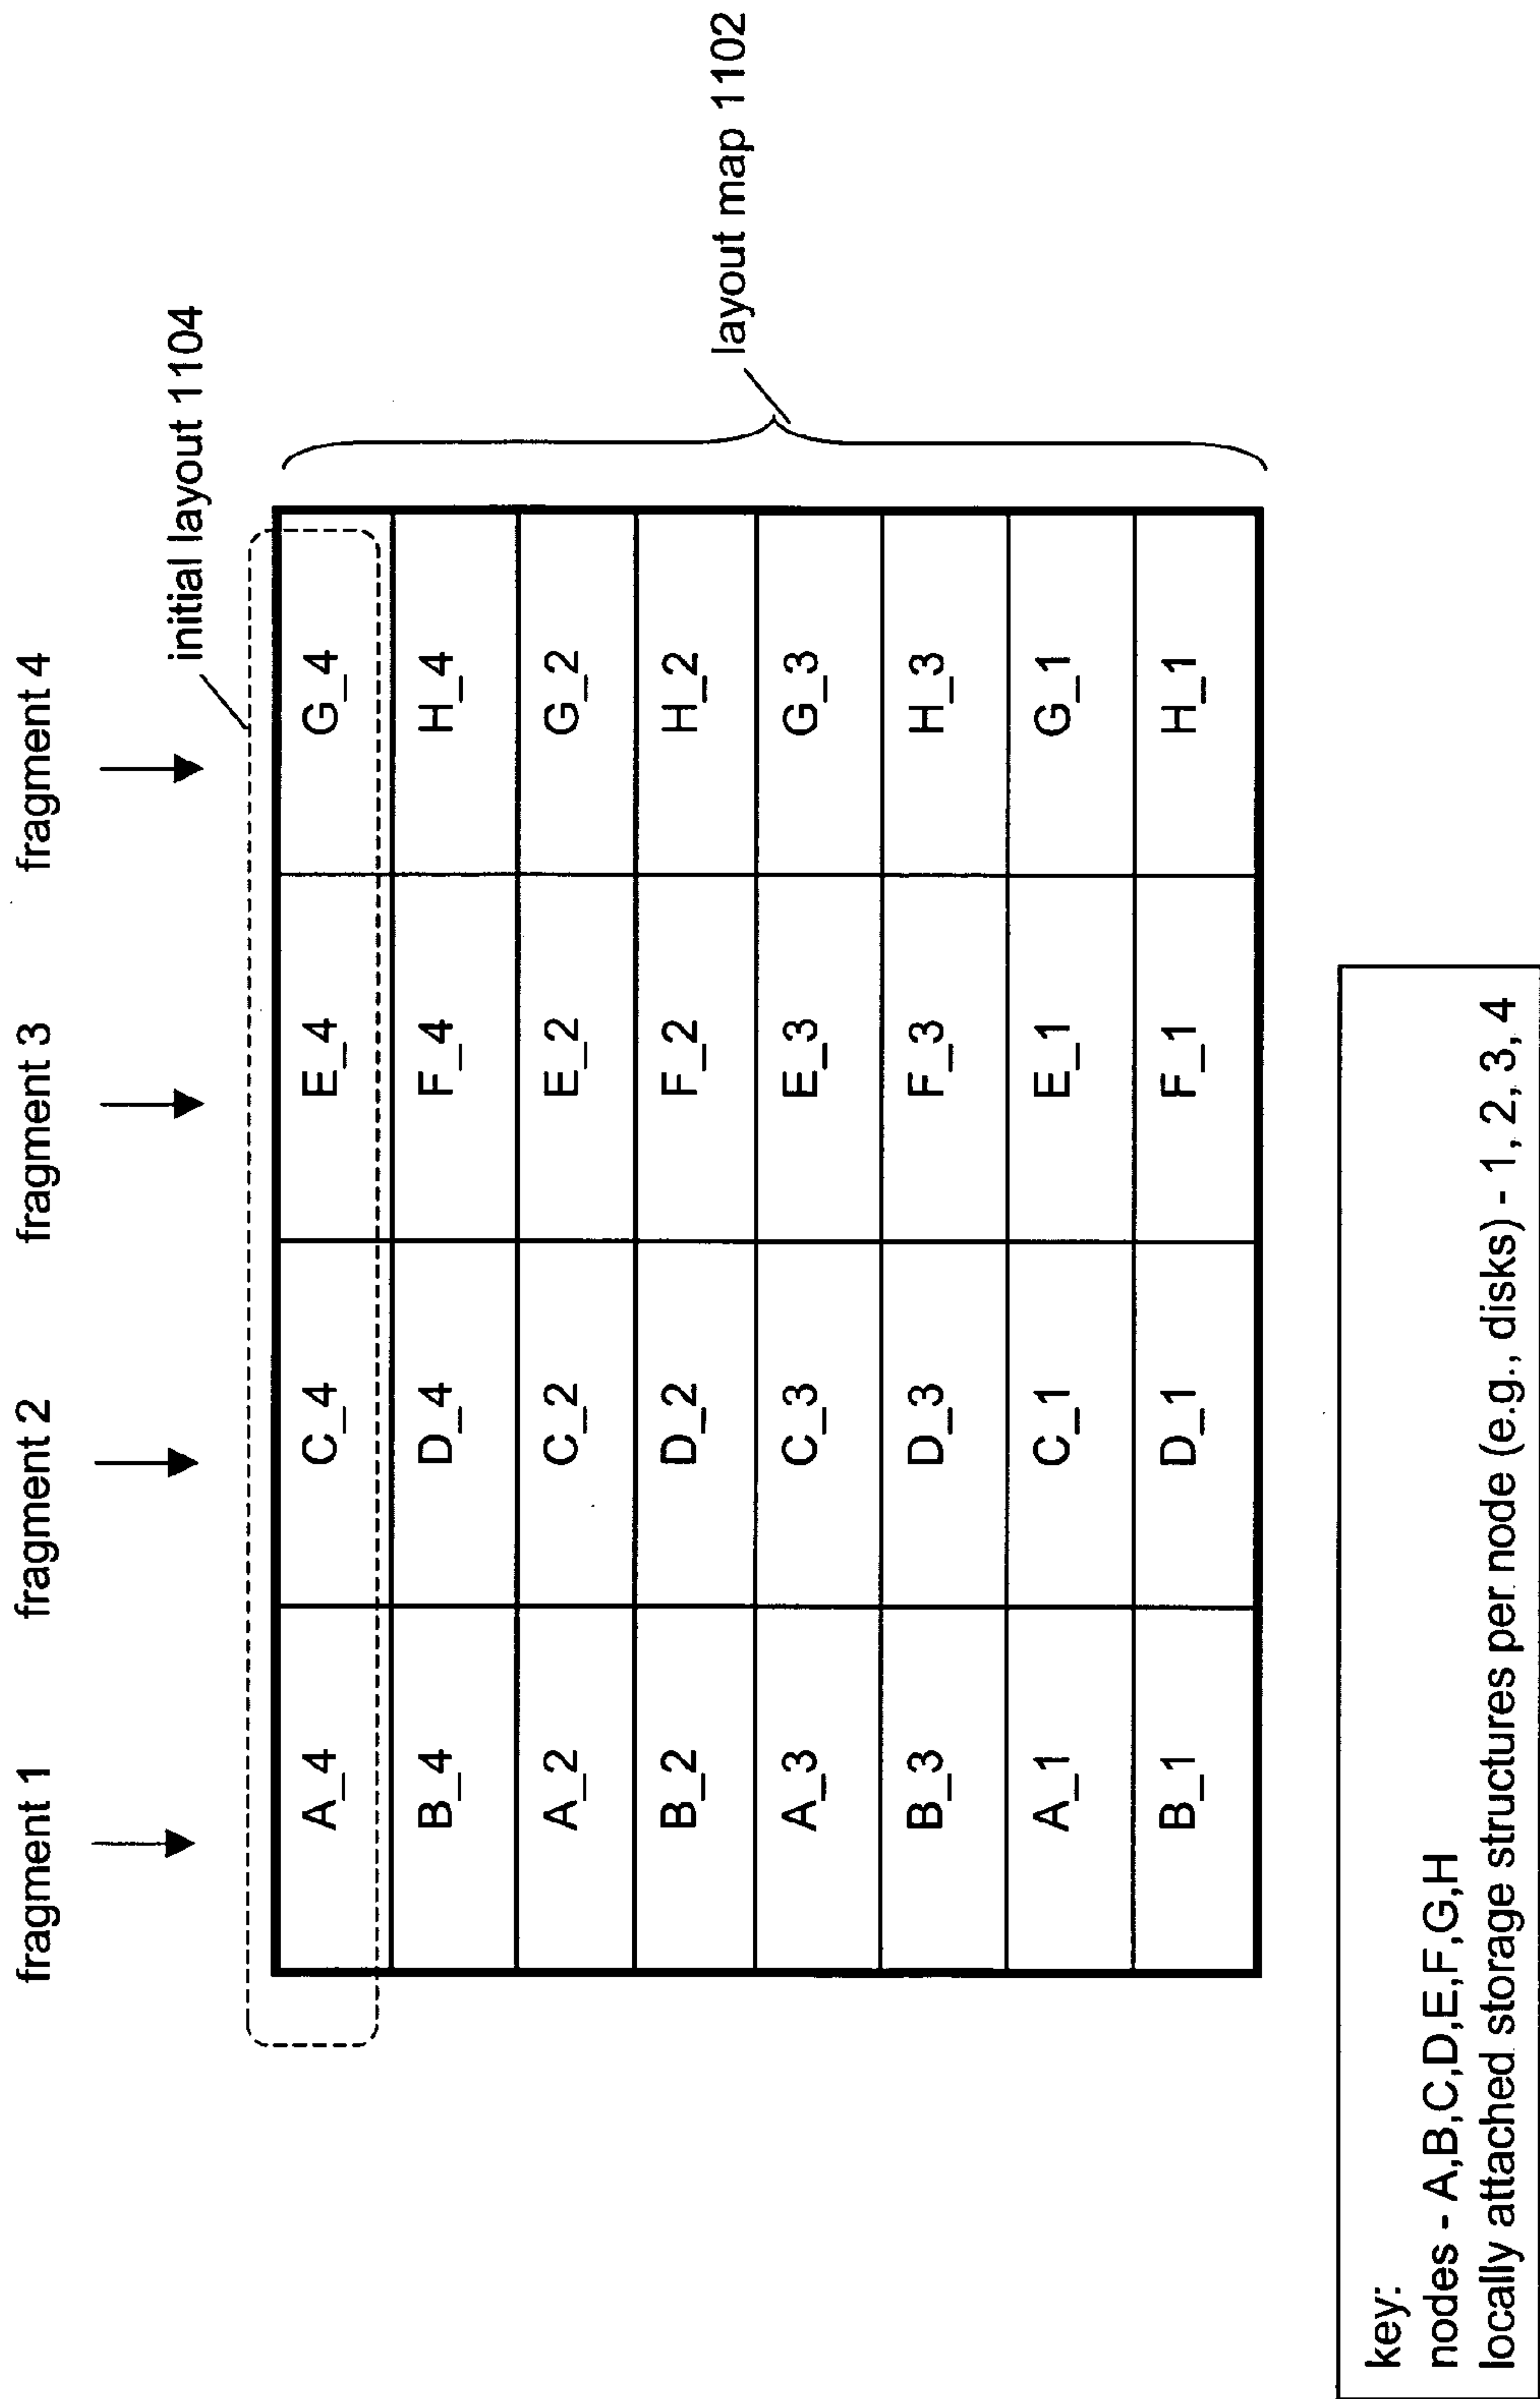 fragment 1 fragment 2 fragment 3 fragment 4
initial layout 1104
A_4 C_4 E_4 G_4
B_4 D_4 F_4 H_4
A_2 C_2 E_2 G_2
B_2 D_2 F_2 H_2
layout map 1102
A_3 C_3 E_3 G_3
B_3 D_3 F_3 H_3
A_1 C_1 E_1 G_1
B_1 D_1 F_1 H_1
key:
nodes - A,B,C,D,E,F,G,H
locally attached storage structures per node (e.g., disks) - 1, 2, 3, 4